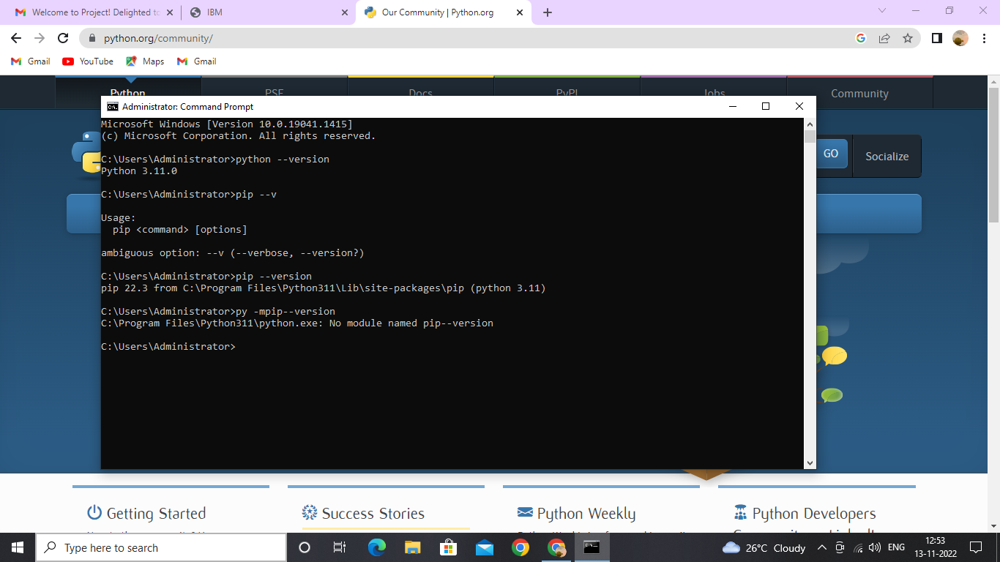 Welcome to Project! Delighted to
IBM
Our Community | Python.org
python.org/community/
Gmail
YouTube
Maps
Gmail
Python
PSF
Docs
PyPI
Jobs
Community
Administrator: Command Prompt
Microsoft Windows [Version 10.0.19041.1415]
(c) Microsoft Corporation. All rights reserved.
C:\Users\Administrator>python --version
Python 3.11.0
C:\Users\Administrator>pip --v
Usage:
pip <command> [options]
ambiguous option: --v (--verbose, --version?)
C:\Users\Administrator>pip --version
pip 22.3 from C:\Program Files\Python311\Lib\site-packages\pip (python 3.11)
C:\Users\Administrator>py -mpip--version
C:\Program Files\Python311\python.exe: No module named pip--version
C:\Users\Administrator>
GO
Socialize
Getting Started
Success Stories
Python Weekly
Python Developers
Type here to search
26°C Cloudy
ENG
12:53
13-11-2022